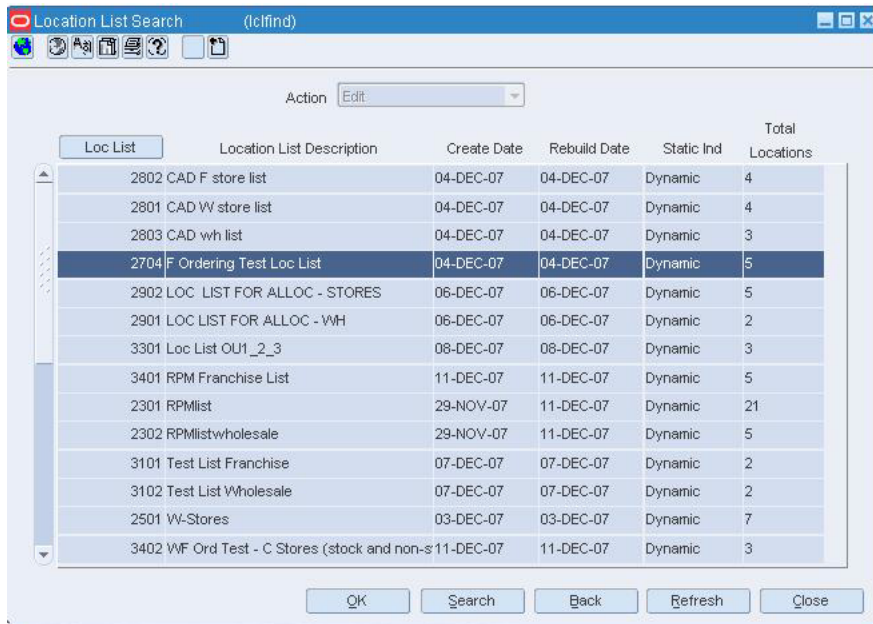 Location List Search (lclfind)
Action Edit
Total
Loc List Location List Description Create Date Rebuild Date Static Ind Locations
2802 CAD F store list 04-DEC-07 04-DEC-07 Dynamic 4
2801 CAD W store list 04-DEC-07 04-DEC-07 Dynamic 4
2803 CAD wh list 04-DEC-07 04-DEC-07 Dynamic 3
2704 F Ordering Test Loc List 04-DEC-07 04-DEC-07 Dynamic 5
2902 LOC LIST FOR ALLOC - STORES 06-DEC-07 06-DEC-07 Dynamic 5
2901 LOC LIST FOR ALLOC - WH 06-DEC-07 06-DEC-07 Dynamic 2
3301 Loc List OU1_2_3 08-DEC-07 08-DEC-07 Dynamic 3
3401 RPM Franchise List 11-DEC-07 11-DEC-07 Dynamic 5
2301 RPMlist 29-NOV-07 11-DEC-07 Dynamic 21
2302 RPMlistwholesale 29-NOV-07 11-DEC-07 Dynamic 5
3101 Test List Franchise 07-DEC-07 07-DEC-07 Dynamic 2
3102 Test List Wholesale 07-DEC-07 07-DEC-07 Dynamic 2
2501 W-Stores 03-DEC-07 03-DEC-07 Dynamic 7
3402 WF Ord Test - C Stores (stock and non-s 11-DEC-07 11-DEC-07 Dynamic 3
OK Search Back Refresh Close